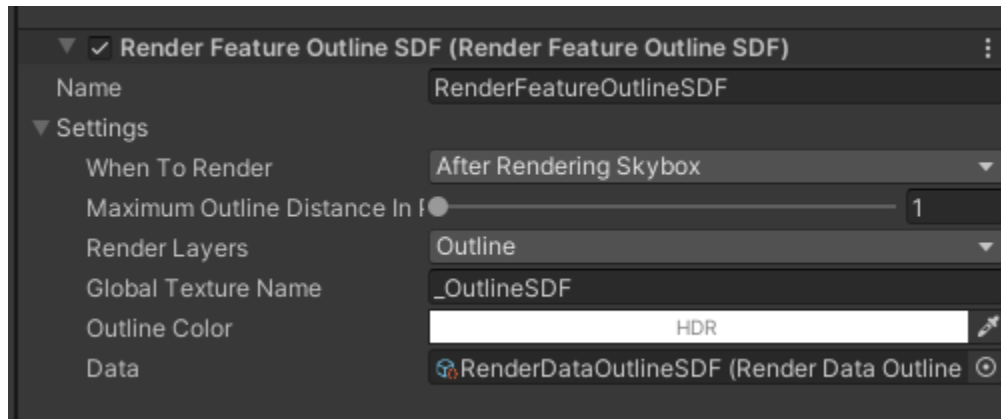 Render Feature Outline SDF (Render Feature Outline SDF)
Name RenderFeatureOutlineSDF
Settings
When To Render After Rendering Skybox
Maximum Outline Distance In 1
Render Layers Outline
Global Texture Name _OutlineSDF
Outline Color HDR
Data RenderDataOutlineSDF (Render Data Outline